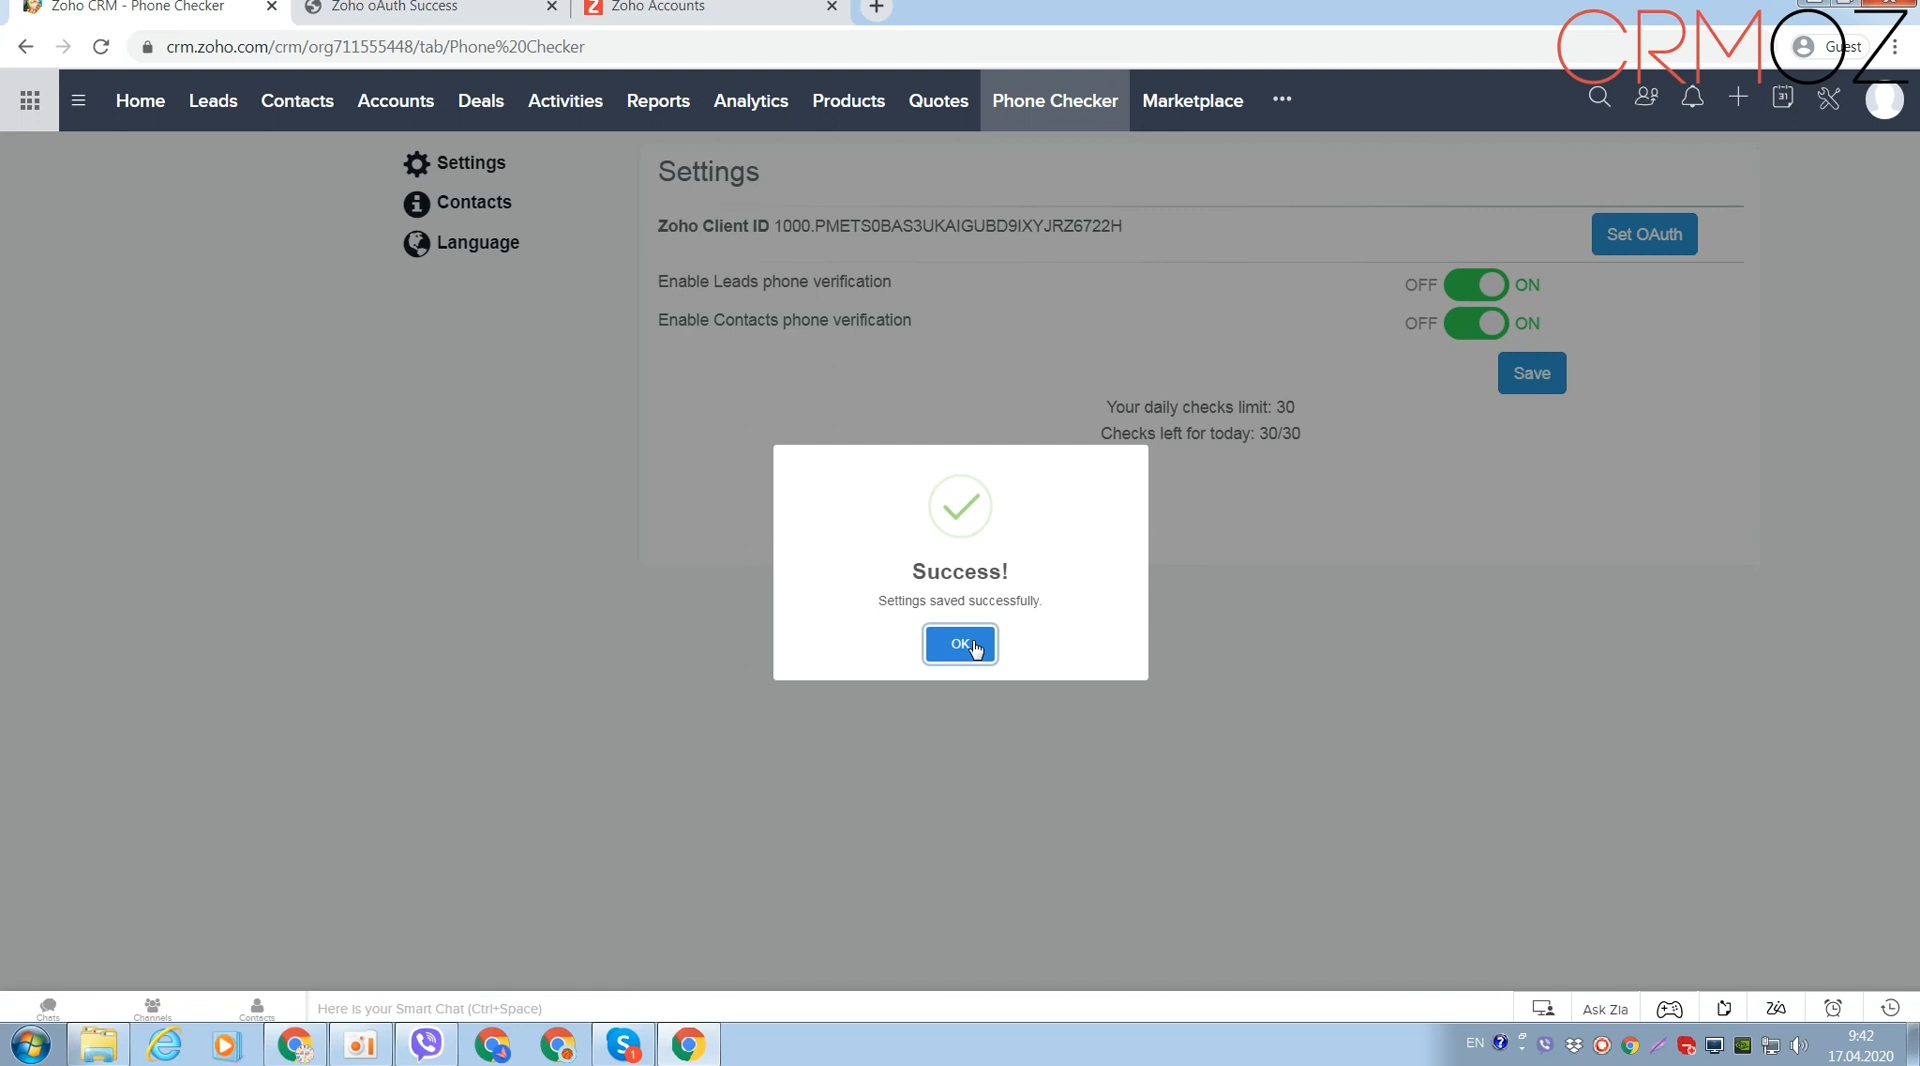 Zoho CRM - Phone Checker
Zoho oAuth Success
Zoho Accounts
crm.zoho.com/crm/org711555448/tab/Phone%20Checker
Guest
CRMOZ
Home Leads Contacts Accounts Deals Activities Reports Analytics Products Quotes Phone Checker Marketplace
31
Settings
Contacts
Language
Settings
Zoho Client ID 1000.PMETS0BAS3UKAIGUBD9IXYJRZ6722H
Set OAuth
Enable Leads phone verification
OFF ON
Enable Contacts phone verification
OFF ON
Save
Your daily checks limit: 30
Checks left for today: 30/30
Success!
Settings saved successfully.
OK
Chats
Channels
Contacts
Here is your Smart Chat (Ctrl+Space)
Ask Zia
EN
9:42
17.04.2020
1